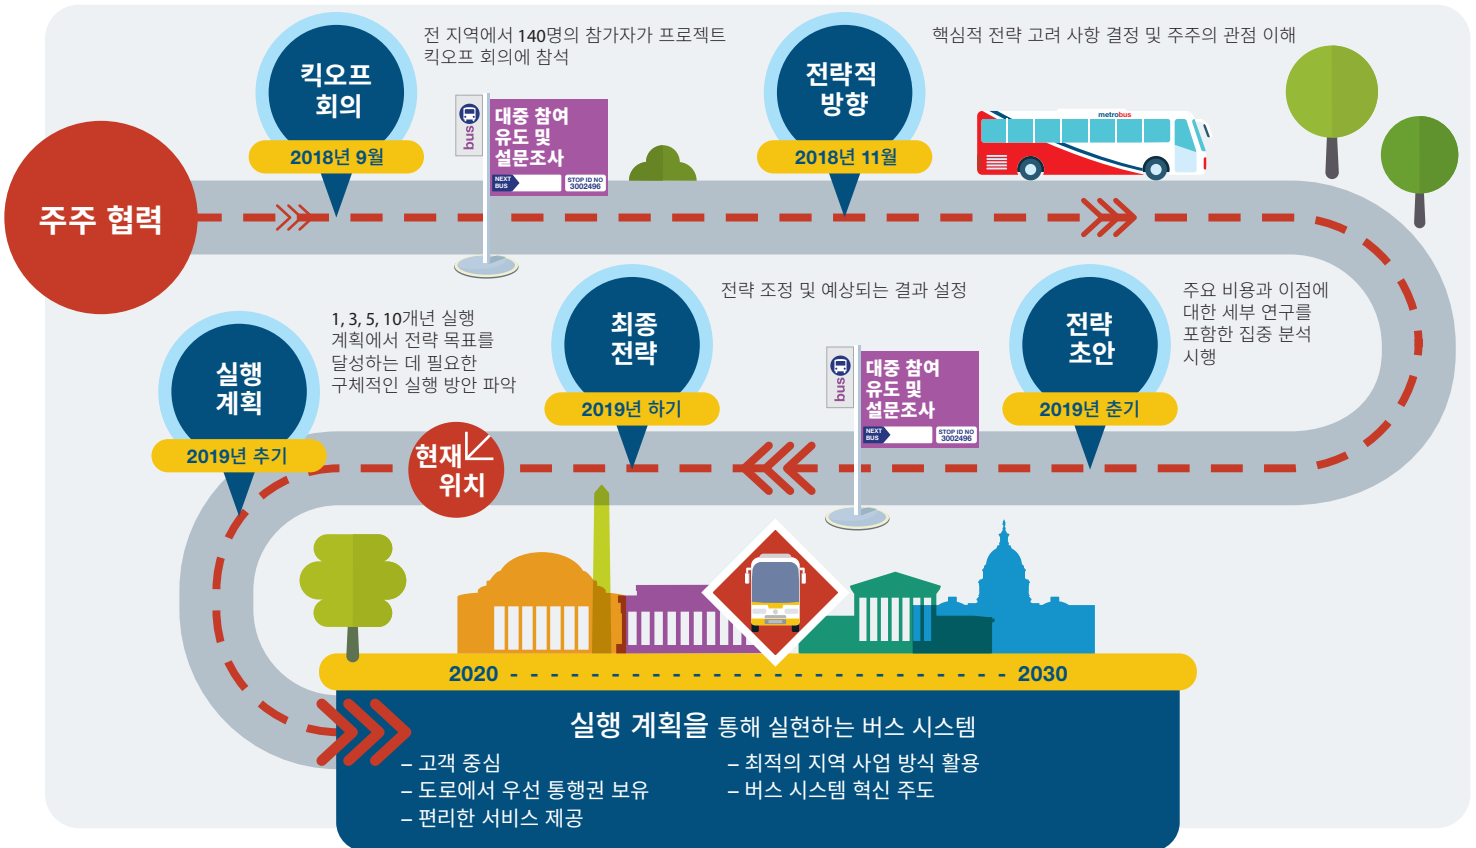 주주 협력
킥오프
회의
2018년 9월
전 지역에서 140명의 참가자가 프로젝트
킥오프 회의에 참석
bus
대중 참여
유도 및
설문조사
NEXT
BUS
STOP ID NO
3002496
전략적
방향
2018년 11월
핵심적 전략 고려 사항 결정 및 주주의 관점 이해
metrobus
전략
초안
2019년 춘기
주요 비용과 이점에
대한 세부 연구를
포함한 집중 분석
시행
bus
대중 참여
유도 및
설문조사
NEXT
BUS
STOP ID NO
3002496
최종
전략
2019년 하기
전략 조정 및 예상되는 결과 설정
현재
위치
실행
계획
2019년 추기
1, 3, 5, 10개년 실행
계획에서 전략 목표를
달성하는 데 필요한
구체적인 실행 방안 파악
2020 - - - - - - - - - - - - - - - - - - - - - - - - - - - - - - 2030
실행 계획을 통해 실현하는 버스 시스템
– 고객 중심
– 도로에서 우선 통행권 보유
– 편리한 서비스 제공
– 최적의 지역 사업 방식 활용
– 버스 시스템 혁신 주도